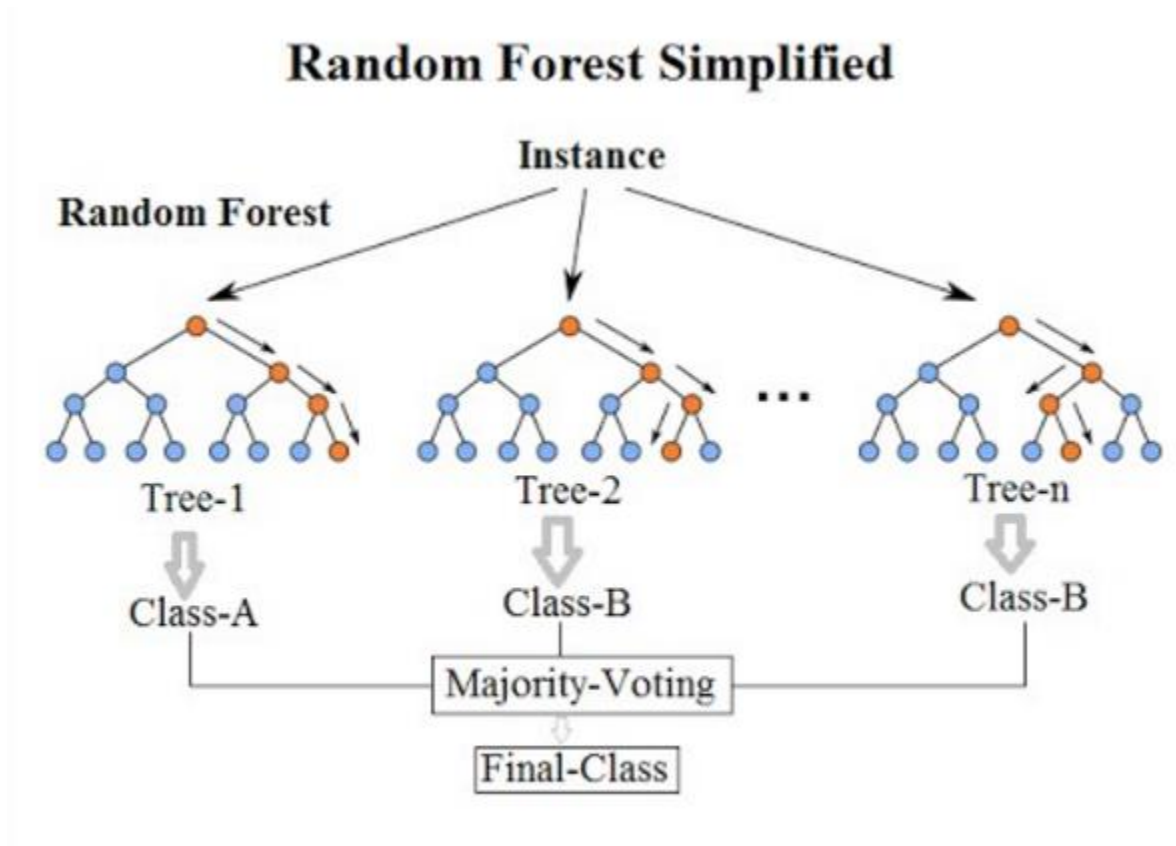 Random Forest Simplified
Instance
Random Forest
...
Tree-1
Tree-2
Tree-n
Class-A
Class-B
Class-B
Majority-Voting
Final-Class